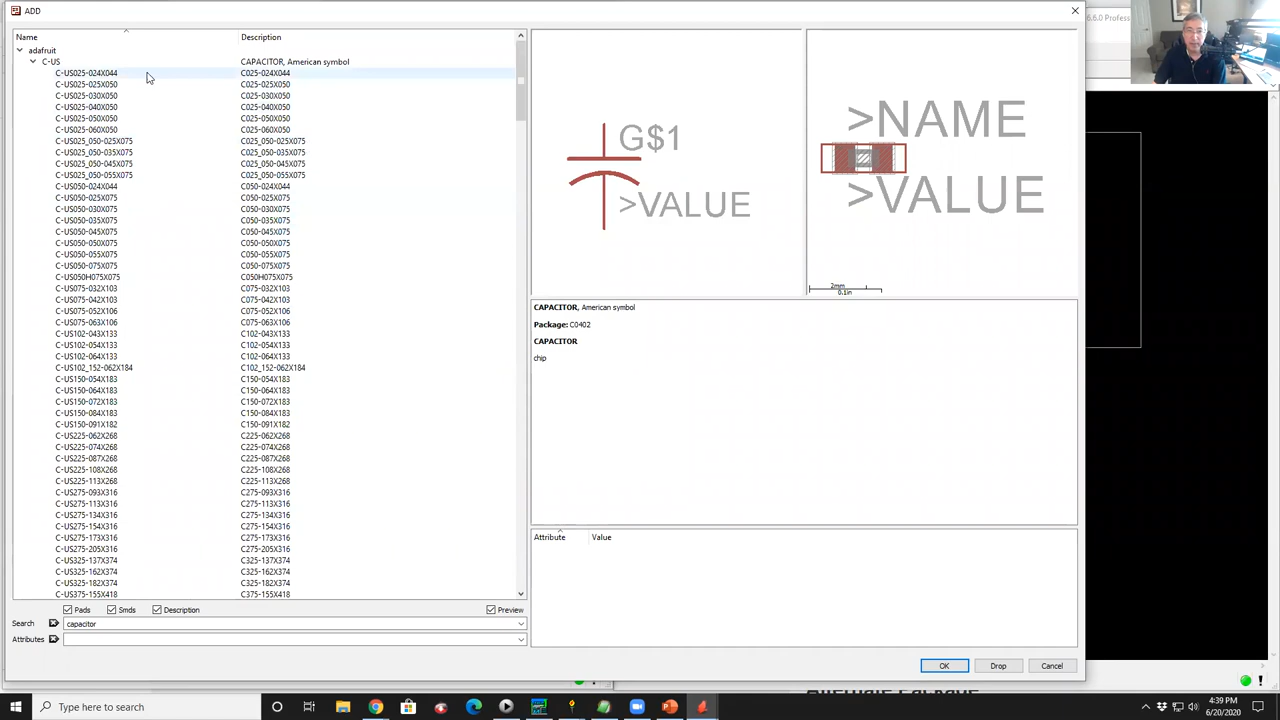 ADD
6.6.0 Profess
Name Description
adafruit
C-US CAPACITOR, American symbol
C-US025-024X044 C025-024X044
C-US025-025X050 C025-025X050
C-US025-030X050 C025-030X050
C-US025-040X050 C025-040X050
C-US025-050X050 C025-050X050
C-US025-060X050 C025-060X050
C-US025_050-025X075 C025_050-025X075
C-US025_050-035X075 C025_050-035X075
C-US025_050-045X075 C025_050-045X075
C-US025_050-055X075 C025_050-055X075
C-US050-024X044 C050-024X044
C-US050-025X075 C050-025X075
C-US050-030X075 C050-030X075
C-US050-035X075 C050-035X075
C-US050-045X075 C050-045X075
C-US050-050X075 C050-050X075
C-US050-055X075 C050-055X075
C-US050-075X075 C050-075X075
C-US050H075X075 C050H075X075
C-US075-032X103 C075-032X103
C-US075-042X103 C075-042X103
C-US075-052X106 C075-052X106
C-US075-063X106 C075-063X106
C-US102-043X133 C102-043X133
C-US102-054X133 C102-054X133
C-US102-064X133 C102-064X133
C-US102_152-062X184 C102_152-062X184
C-US150-054X183 C150-054X183
C-US150-064X183 C150-064X183
C-US150-072X183 C150-072X183
C-US150-084X183 C150-084X183
C-US150-091X182 C150-091X182
C-US225-062X268 C225-062X268
C-US225-074X268 C225-074X268
C-US225-087X268 C225-087X268
C-US225-108X268 C225-108X268
C-US225-113X268 C225-113X268
C-US275-093X316 C275-093X316
C-US275-113X316 C275-113X316
C-US275-134X316 C275-134X316
C-US275-154X316 C275-154X316
C-US275-173X316 C275-173X316
C-US275-205X316 C275-205X316
C-US325-137X374 C325-137X374
C-US325-162X374 C325-162X374
C-US325-182X374 C325-182X374
C-US375-155X418 C375-155X418
Pads Smds Description Preview
Search capacitor
Attributes
G$1
>VALUE
>NAME
>VALUE
2mm
0.1in
CAPACITOR, American symbol
Package: C0402
CAPACITOR
chip
Attribute Value
OK Drop Cancel
Alternate Package
Type here to search
4:39 PM
6/20/2020